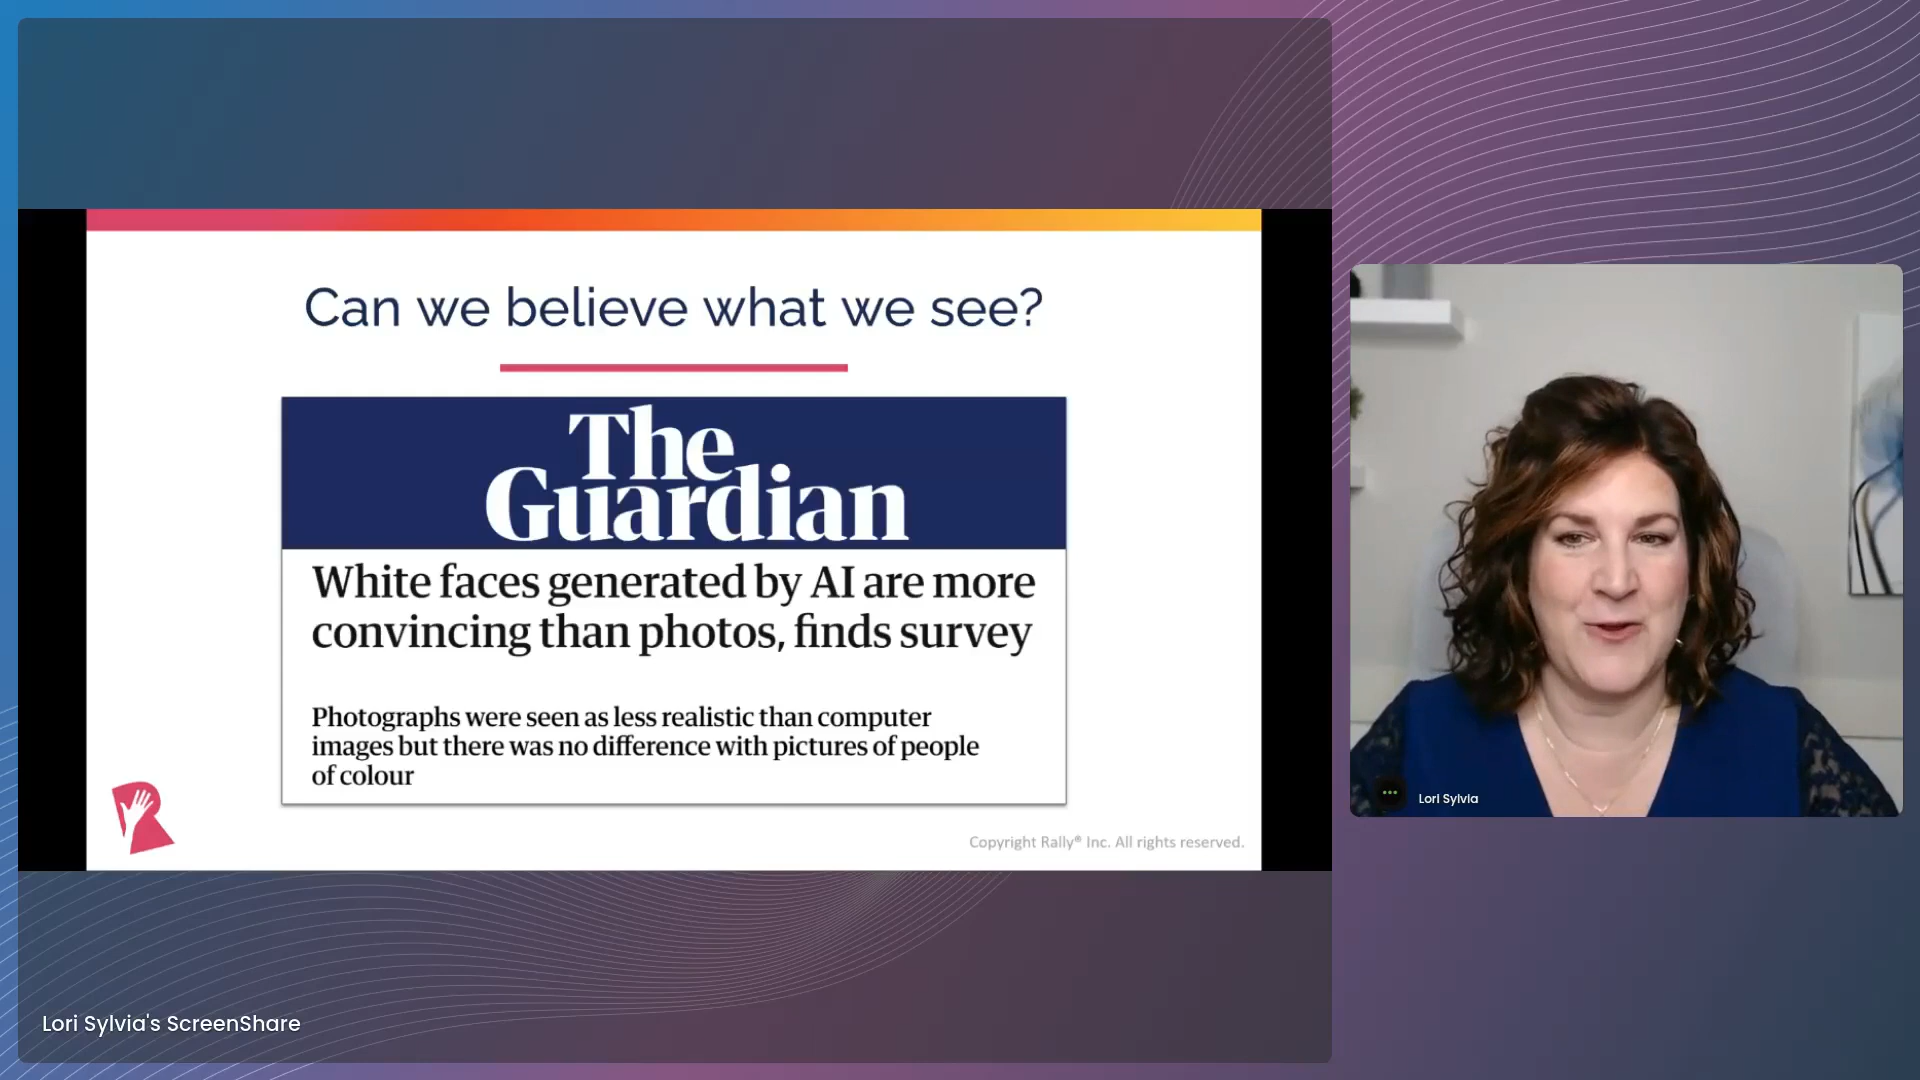 Can we believe what we see?
The
Guardian
White faces generated by AI are more
convincing than photos, finds survey
Photographs were seen as less realistic than computer
images but there was no difference with pictures of people
of colour
Copyright Rally® Inc. All rights reserved.
Lori Sylvia
Lori Sylvia's ScreenShare